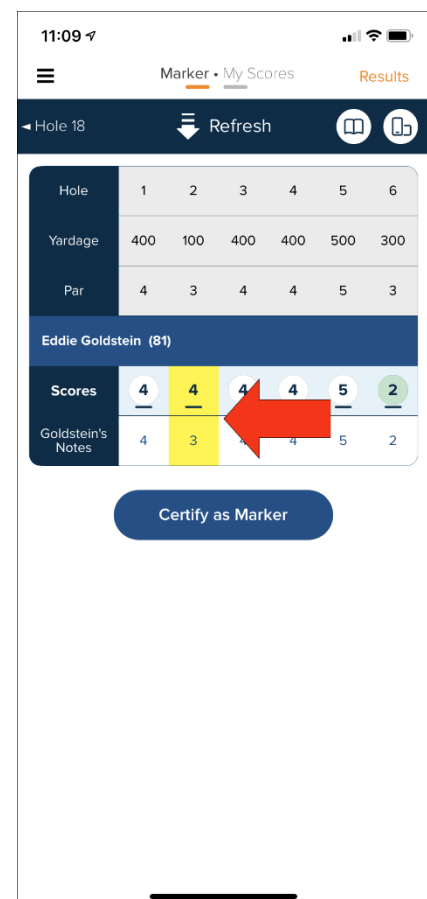 11:09
Marker • My Scores Results
◄ Hole 18 Refresh
Hole 1 2 3 4 5 6
Yardage 400 100 400 400 500 300
Par 4 3 4 4 5 3
Eddie Goldstein (81)
Scores 4 4 4 4 5 2
Goldstein's
Notes 4 3 4 4 5 2
Certify as Marker